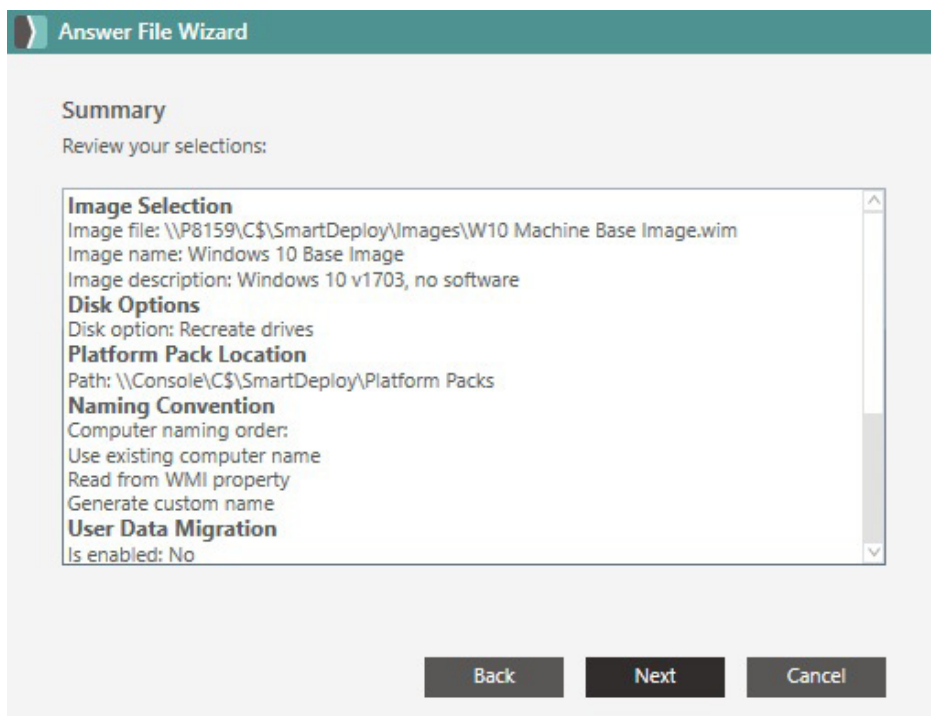 Answer File Wizard
Summary
Review your selections:
Image Selection
Image file: \\P8159\C$\SmartDeploy\Images\W10 Machine Base Image.wim
Image name: Windows 10 Base Image
Image description: Windows 10 v1703, no software
Disk Options
Disk option: Recreate drives
Platform Pack Location
Path: \\Console\C$\SmartDeploy\Platform Packs
Naming Convention
Computer naming order:
Use existing computer name
Read from WMI property
Generate custom name
User Data Migration
Is enabled: No
Back Next Cancel